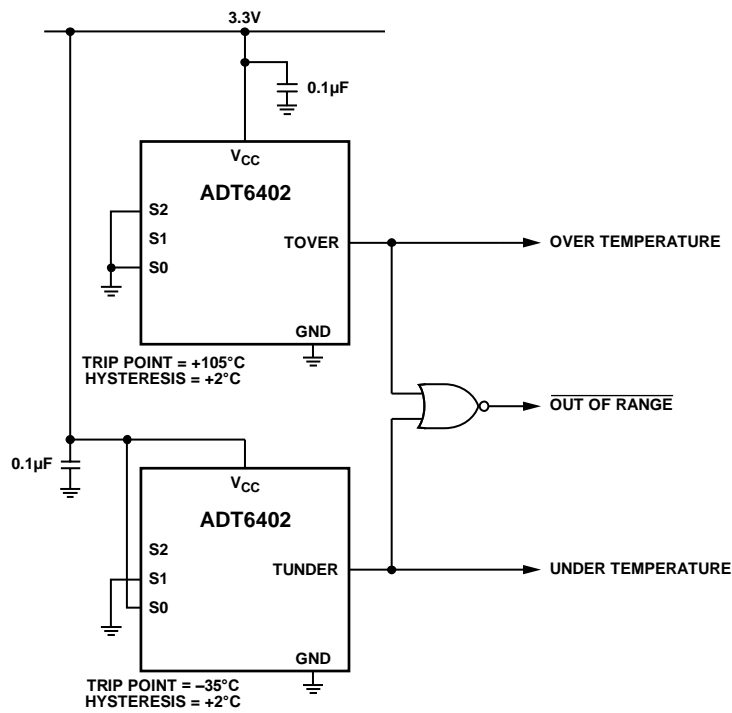 3.3V
0.1µF
VCC
ADT6402
S2
S1
S0
TOVER
OVER TEMPERATURE
GND
TRIP POINT = +105°C
HYSTERESIS = +2°C
OUT OF RANGE
0.1µF
VCC
ADT6402
S2
S1
S0
TUNDER
UNDER TEMPERATURE
GND
TRIP POINT = –35°C
HYSTERESIS = +2°C